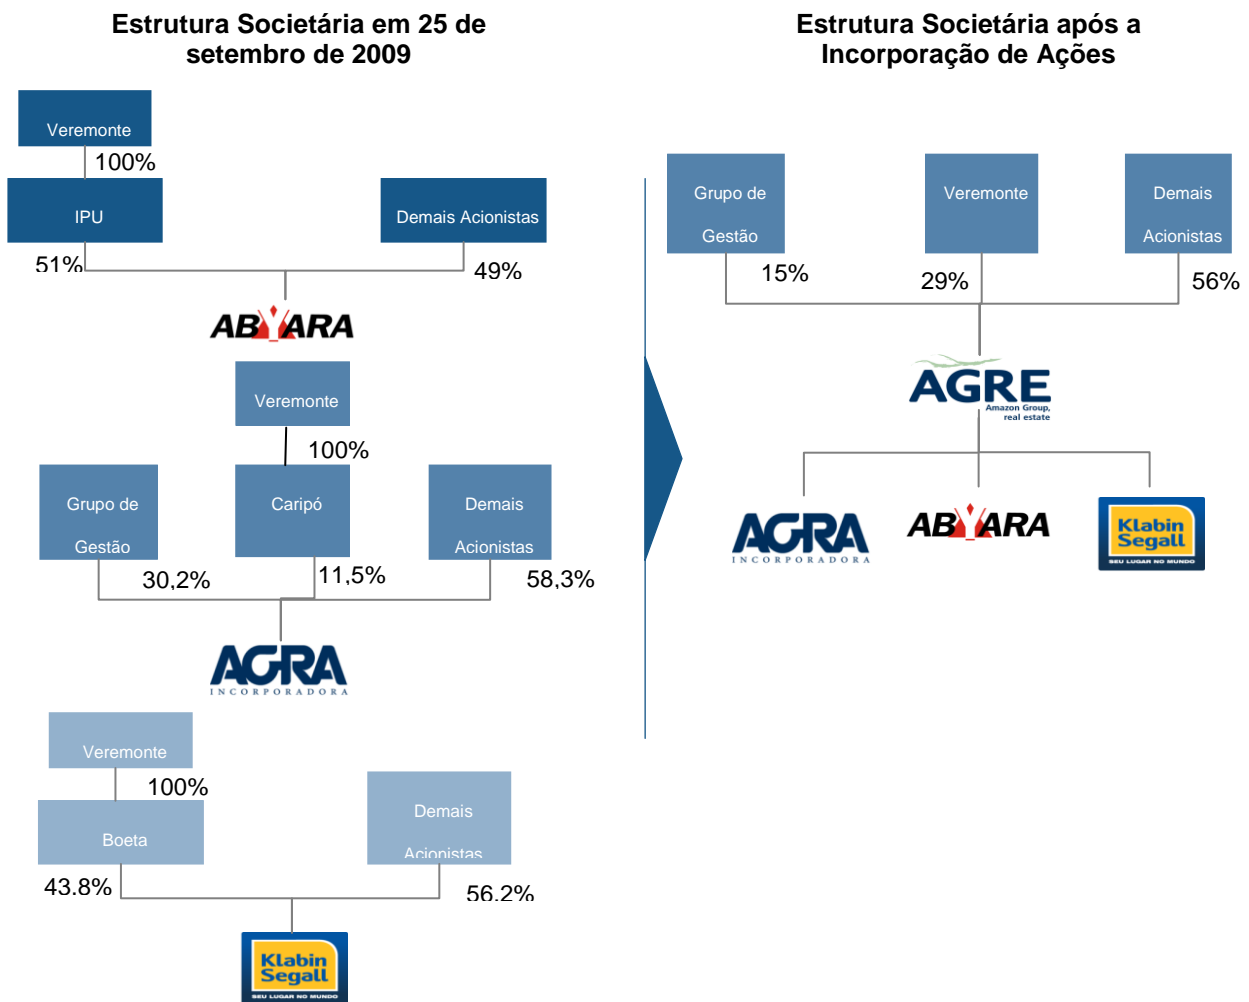 Estrutura Societária em 25 de
setembro de 2009
Veremonte
100%
IPU
Demais Acionistas
51%
49%
ABYARA
Veremonte
100%
Grupo de
Gestão
Caripó
Demais
Acionistas
30,2%
11,5%
58,3%
AGRA
INCORPORADORA
Veremonte
100%
Boeta
Demais
Acionistas
43.8%
56.2%
Klabin
Segall
SEU LUGAR NO MUNDO
Estrutura Societária após a
Incorporação de Ações
Grupo de
Gestão
Veremonte
Demais
Acionistas
15%
29%
56%
AGRE
Amazon Group,
real estate
AGRA
INCORPORADORA
ABYARA
Klabin
Segall
SEU LUGAR NO MUNDO